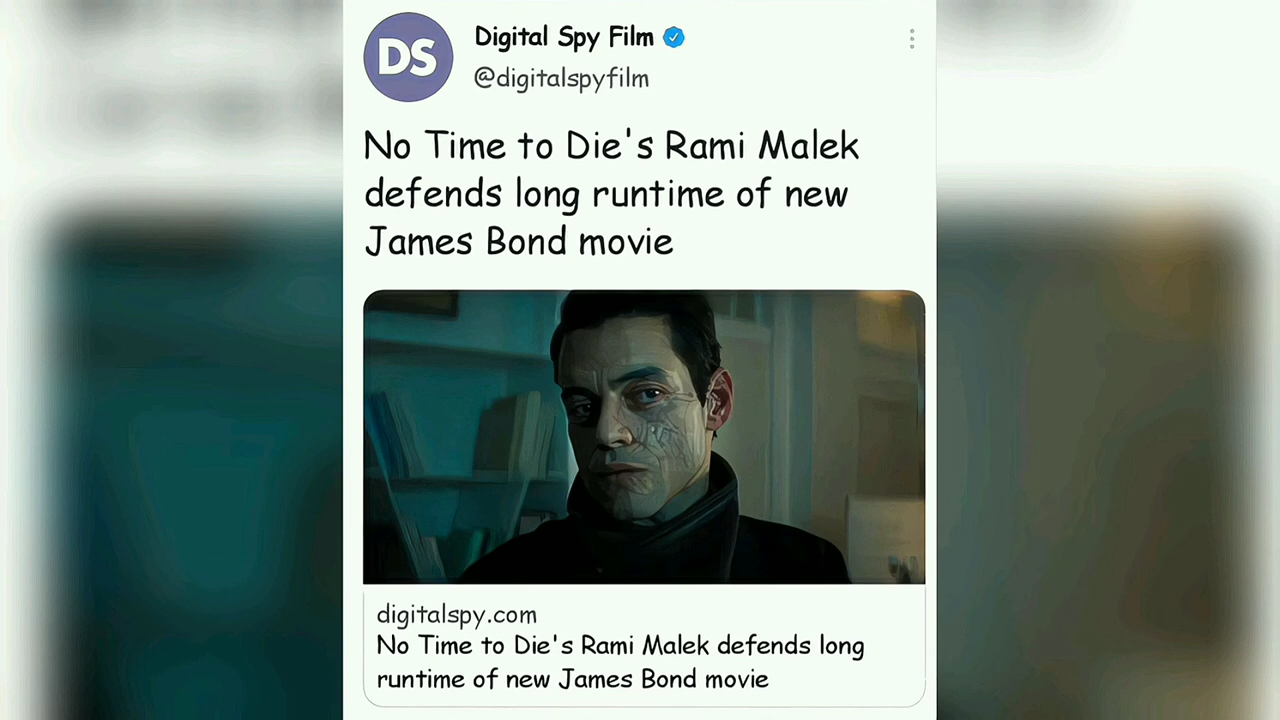 DS
Digital Spy Film
@digitalspyfilm
No Time to Die's Rami Malek
defends long runtime of new
James Bond movie
digitalspy.com
No Time to Die's Rami Malek defends long
runtime of new James Bond movie